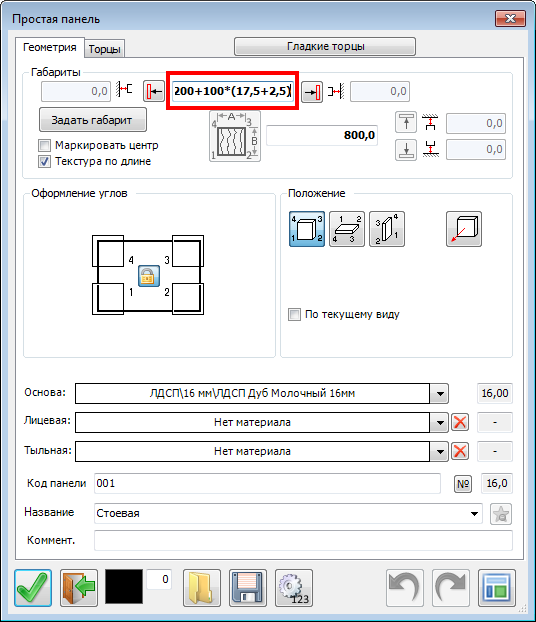 Простая панель
Геометрия Торцы Гладкие торцы
Габариты
0,0 200+100*(17,5+2,5) 0,0
Задать габарит
Маркировать центр
Текстура по длине
A
4 3
B
1 2
800,0
0,0
0,0
Оформление углов
4 3
1 2
Положение
4 3
1 2
1 2
4 3
4
3
2 1
По текущему виду
Основа: ЛДСП\16 мм\ЛДСП Дуб Молочный 16мм 16,00
Лицевая: Нет материала -
Тыльная: Нет материала -
Код панели 001 № 16,0
Название Стоевая
Коммент.
0
123